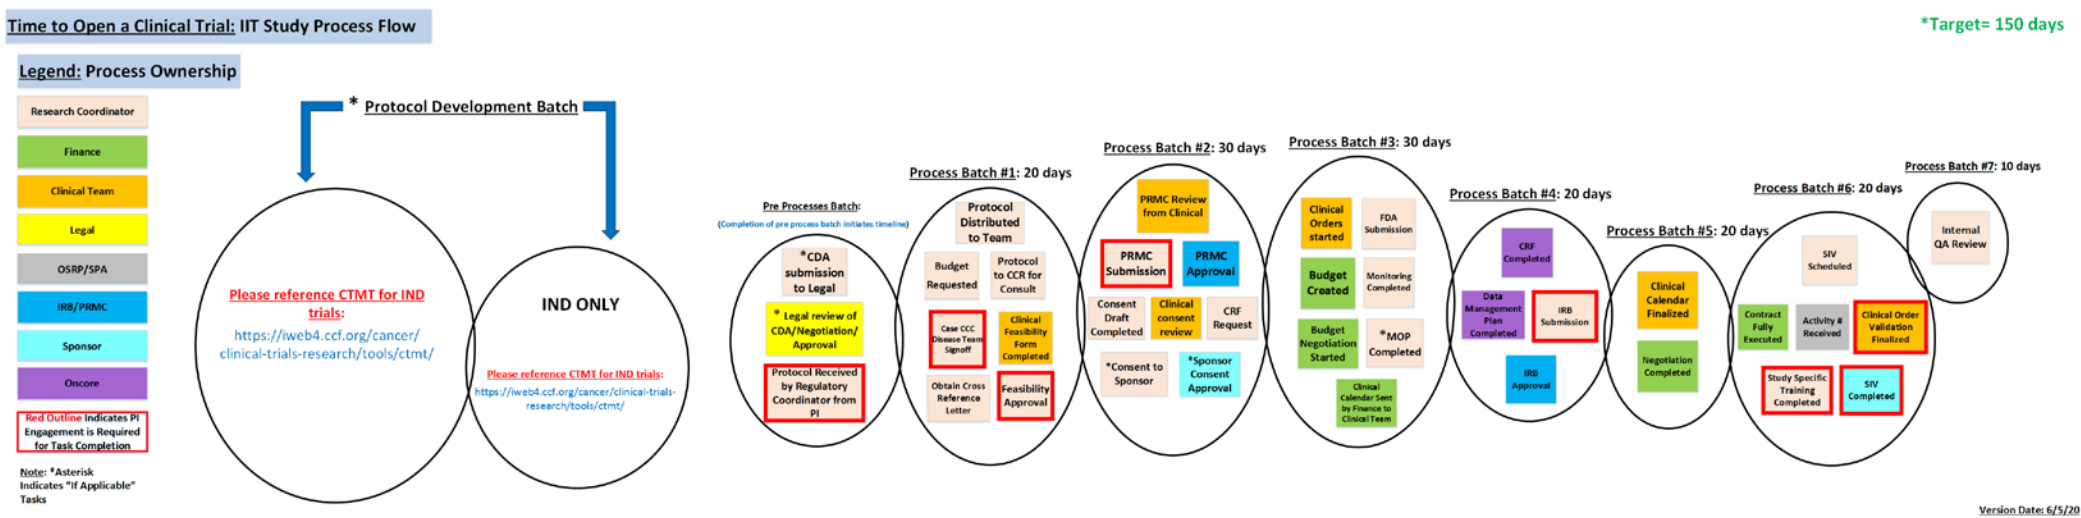 Time to Open a Clinical Trial: IIT Study Process Flow
*Target= 150 days
Legend: Process Ownership
Research Coordinator
Finance
Clinical Team
Legal
OSRP/SPA
IRB/PRMC
Sponsor
Oncore
Red Outline Indicates PI
Engagement is Required
for Task Completion
Note: *Asterisk
Indicates "If Applicable"
Tasks
* Protocol Development Batch
Please reference CTMT for IND
trials:
https://iweb4.ccf.org/cancer/
clinical-trials-research/tools/ctmt/
IND ONLY
Please reference CTMT for IND trials:
https://iweb4.ccf.org/cancer/clinical-trials-
research/tools/ctmt/
Pre Processes Batch:
(Completion of pre process batch initiates timeline)
*CDA
submission
to Legal
* Legal review of
CDA/Negotiation/
Approval
Protocol Received
by Regulatory
Coordinator from
PI
Process Batch #1: 20 days
Protocol
Distributed
to Team
Budget
Requested
Protocol
to CCR for
Consult
Case CCC
Disease Team
Signoff
Clinical
Feasibility
Form
Completed
Obtain Cross
Reference
Letter
Feasibility
Approval
Process Batch #2: 30 days
PRMC Review
from Clinical
PRMC
Submission
PRMC
Approval
Consent
Draft
Completed
Clinical
consent
review
CRF
Request
*Consent to
Sponsor
*Sponsor
Consent
Approval
Process Batch #3: 30 days
Clinical
Orders
started
FDA
Submission
Budget
Created
Monitoring
Completed
Budget
Negotiation
Started
*MOP
Completed
Clinical
Calendar Sent
by Finance to
Clinical Team
Process Batch #4: 20 days
CRF
Completed
Data
Management
Plan
Completed
IRB
Submission
IRB
Approval
Process Batch #5: 20 days
Clinical
Calendar
Finalized
Negotiation
Completed
Process Batch #6: 20 days
SIV
Scheduled
Contract
Fully
Executed
Activity #
Received
Clinical Order
Validation
Finalized
Study Specific
Training
Completed
SIV
Completed
Process Batch #7: 10 days
Internal
QA Review
Version Date: 6/5/20